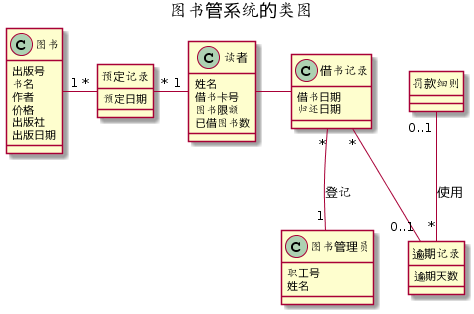 图书管系统的类图
C 图书
出版号
书名
作者
价格
出版社
出版日期
1 *
预定记录
预定日期
* 1
C 读者
姓名
借书卡号
图书限额
已借图书数
C 借书记录
借书日期
归还日期
罚款细则
0..1
使用
*
*
*
登记
1
0..1
C 图书管理员
职工号
姓名
逾期记录
逾期天数